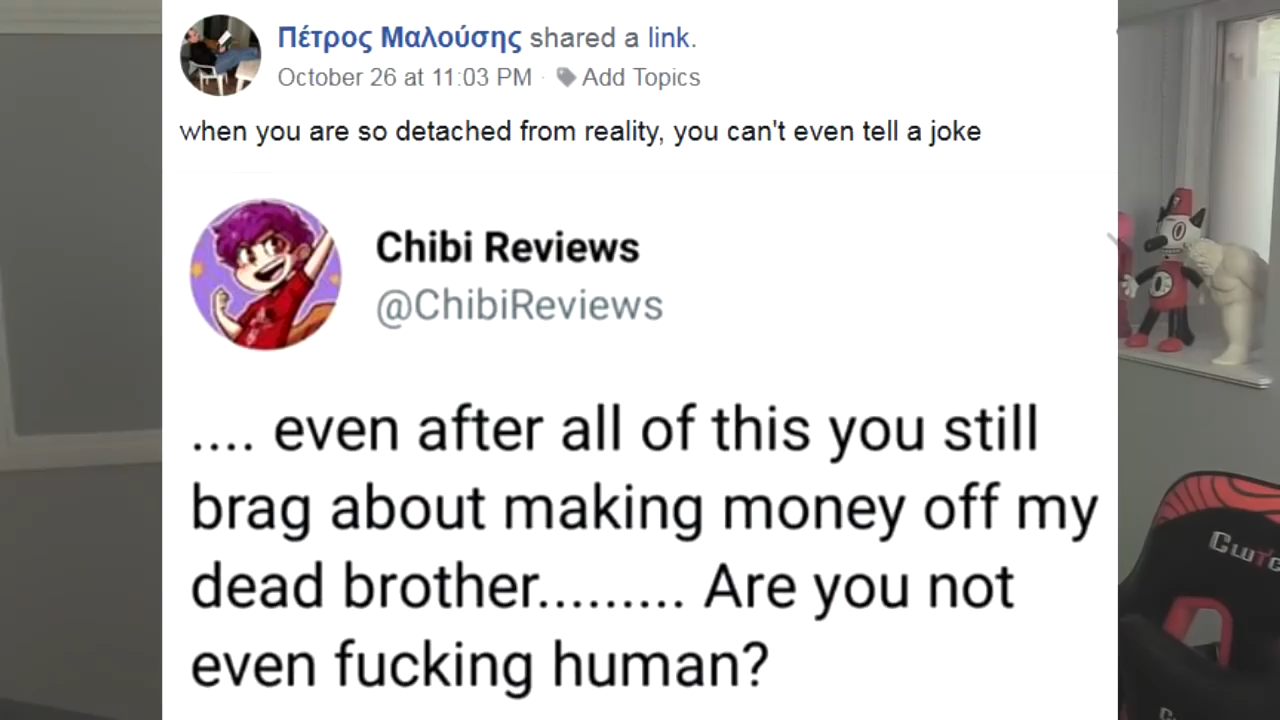 Πέτρος Μαλούσης shared a link.
October 26 at 11:03 PM · Add Topics
when you are so detached from reality, you can't even tell a joke
Chibi Reviews
@ChibiReviews
.... even after all of this you still
brag about making money off my
dead brother......... Are you not
even fucking human?